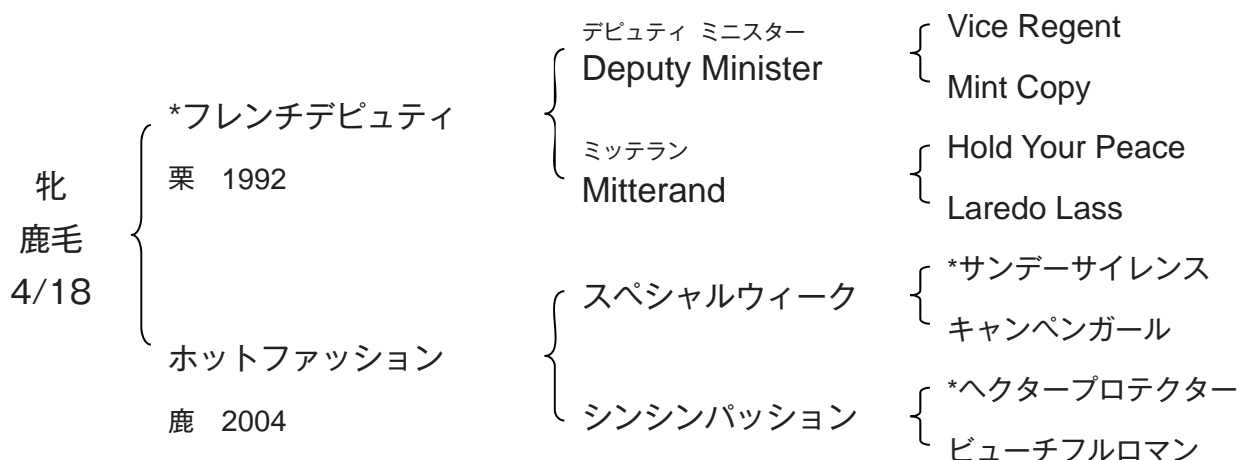 牝
鹿毛
4/18
*フレンチデピュティ
栗 1992
デピュティ ミニスター
Deputy Minister
Vice Regent
Mint Copy
ミッテラン
Mitterand
Hold Your Peace
Laredo Lass
ホットファッション
鹿 2004
スペシャルウィーク
*サンデーサイレンス
キャンペンガール
シンシンパッション
*ヘクタープロテクター
ビューチフルロマン